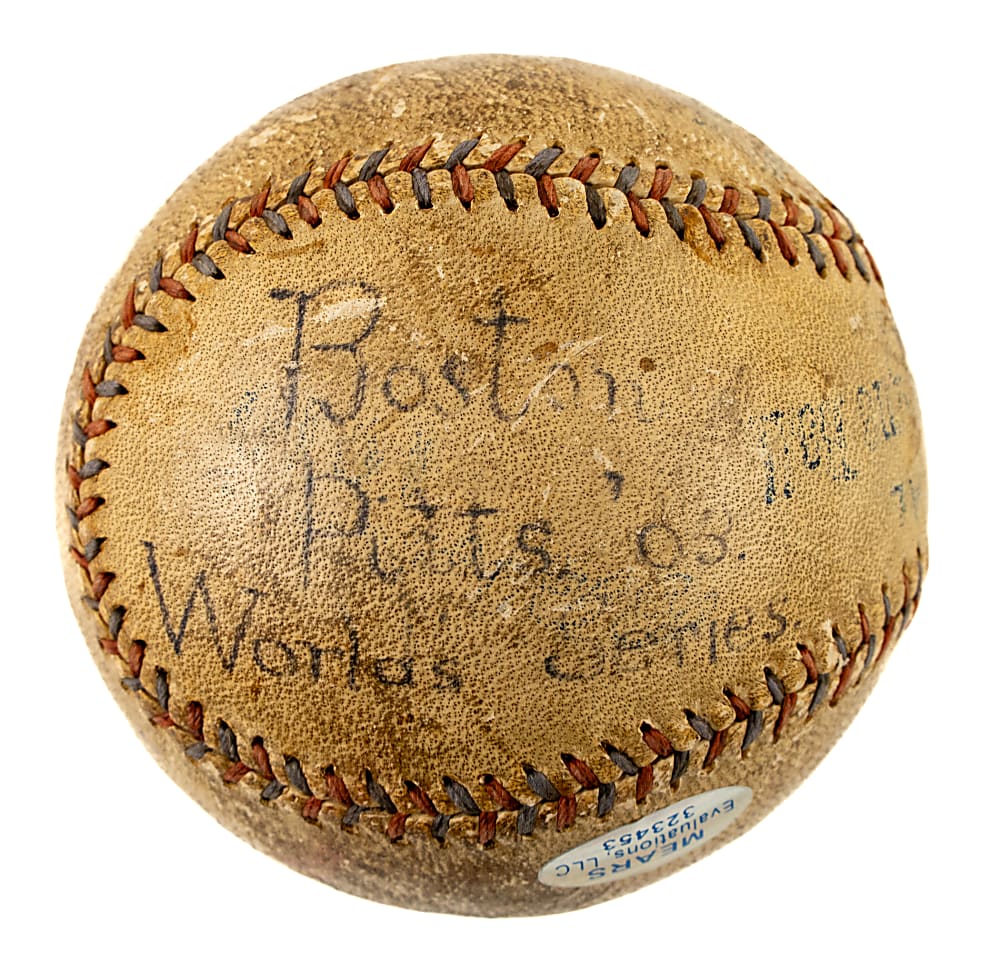 Boston
Pitts. '03.
Worlds Series
MEARS
Evaluations, LLC
323453